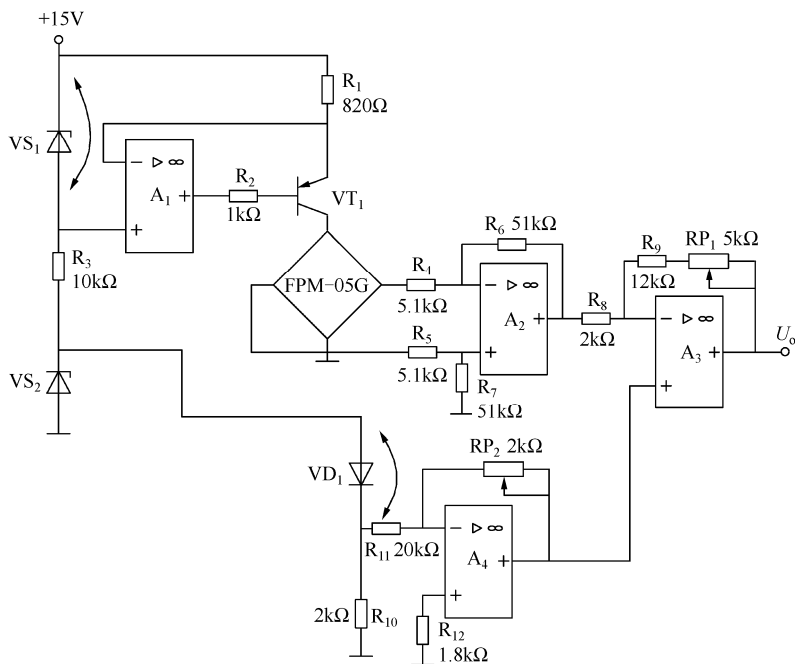 +15V
R₁
820Ω
VS₁
− ▷ ∞
A₁ +
+
R₂
1kΩ
VT₁
R₃
10kΩ
FPM−05G
R₄
5.1kΩ
R₆ 51kΩ
− ▷ ∞
A₂ +
+
R₅
5.1kΩ
R₇
51kΩ
R₈
2kΩ
R₉
12kΩ
RP₁ 5kΩ
− ▷ ∞
A₃ +
+
Uₒ
VS₂
VD₁
RP₂ 2kΩ
R₁₁ 20kΩ
− ▷ ∞
A₄ +
+
2kΩ R₁₀
R₁₂
1.8kΩ